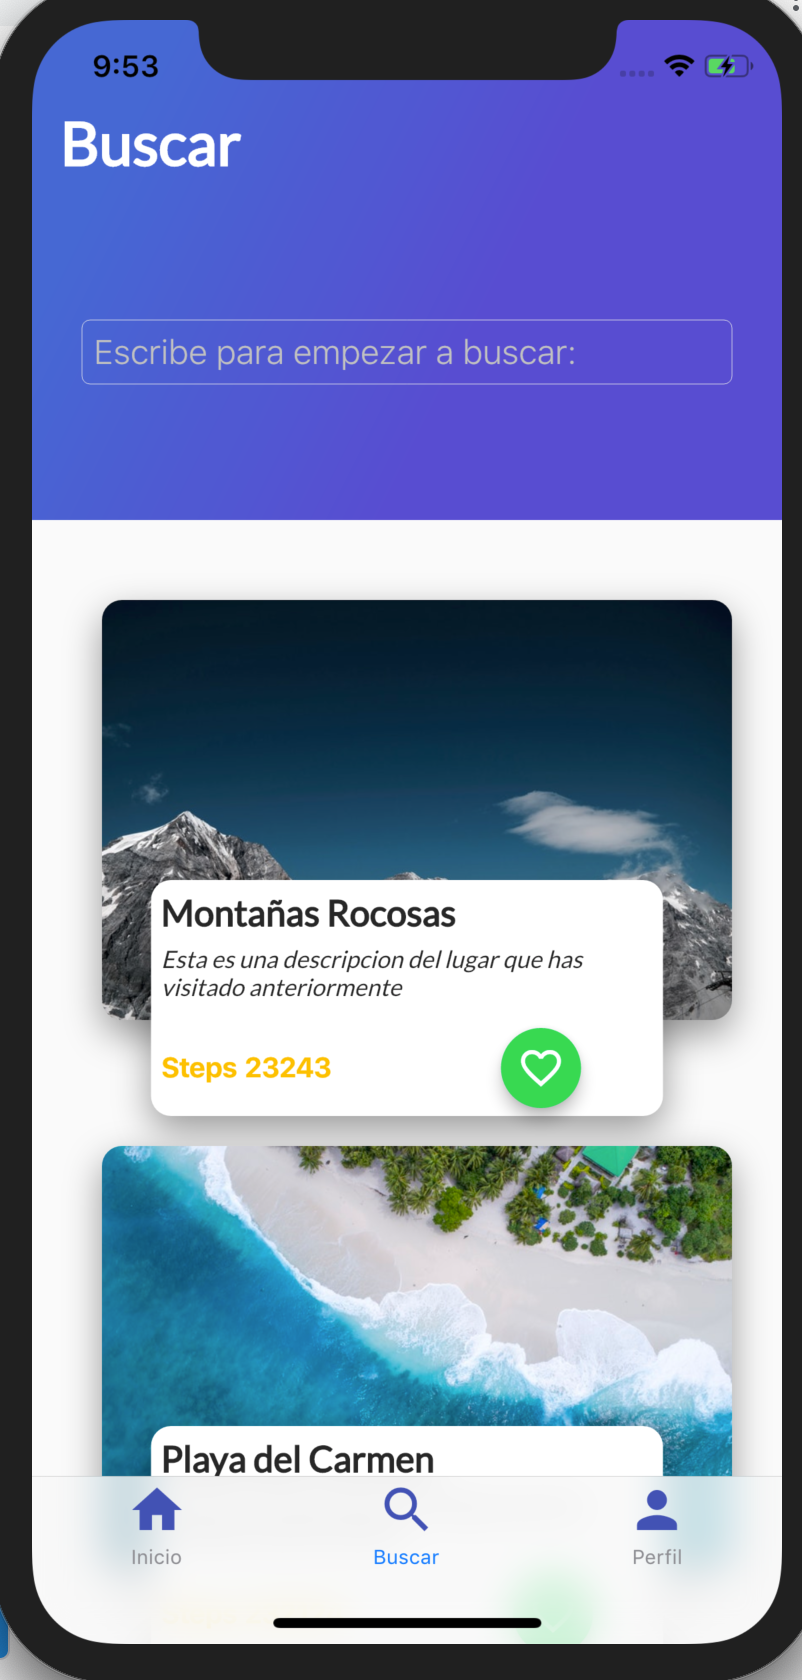 9:53
Buscar
Escribe para empezar a buscar:
Montañas Rocosas
Esta es una descripcion del lugar que has
visitado anteriormente
Steps 23243
Playa del Carmen
Inicio
Buscar
Perfil